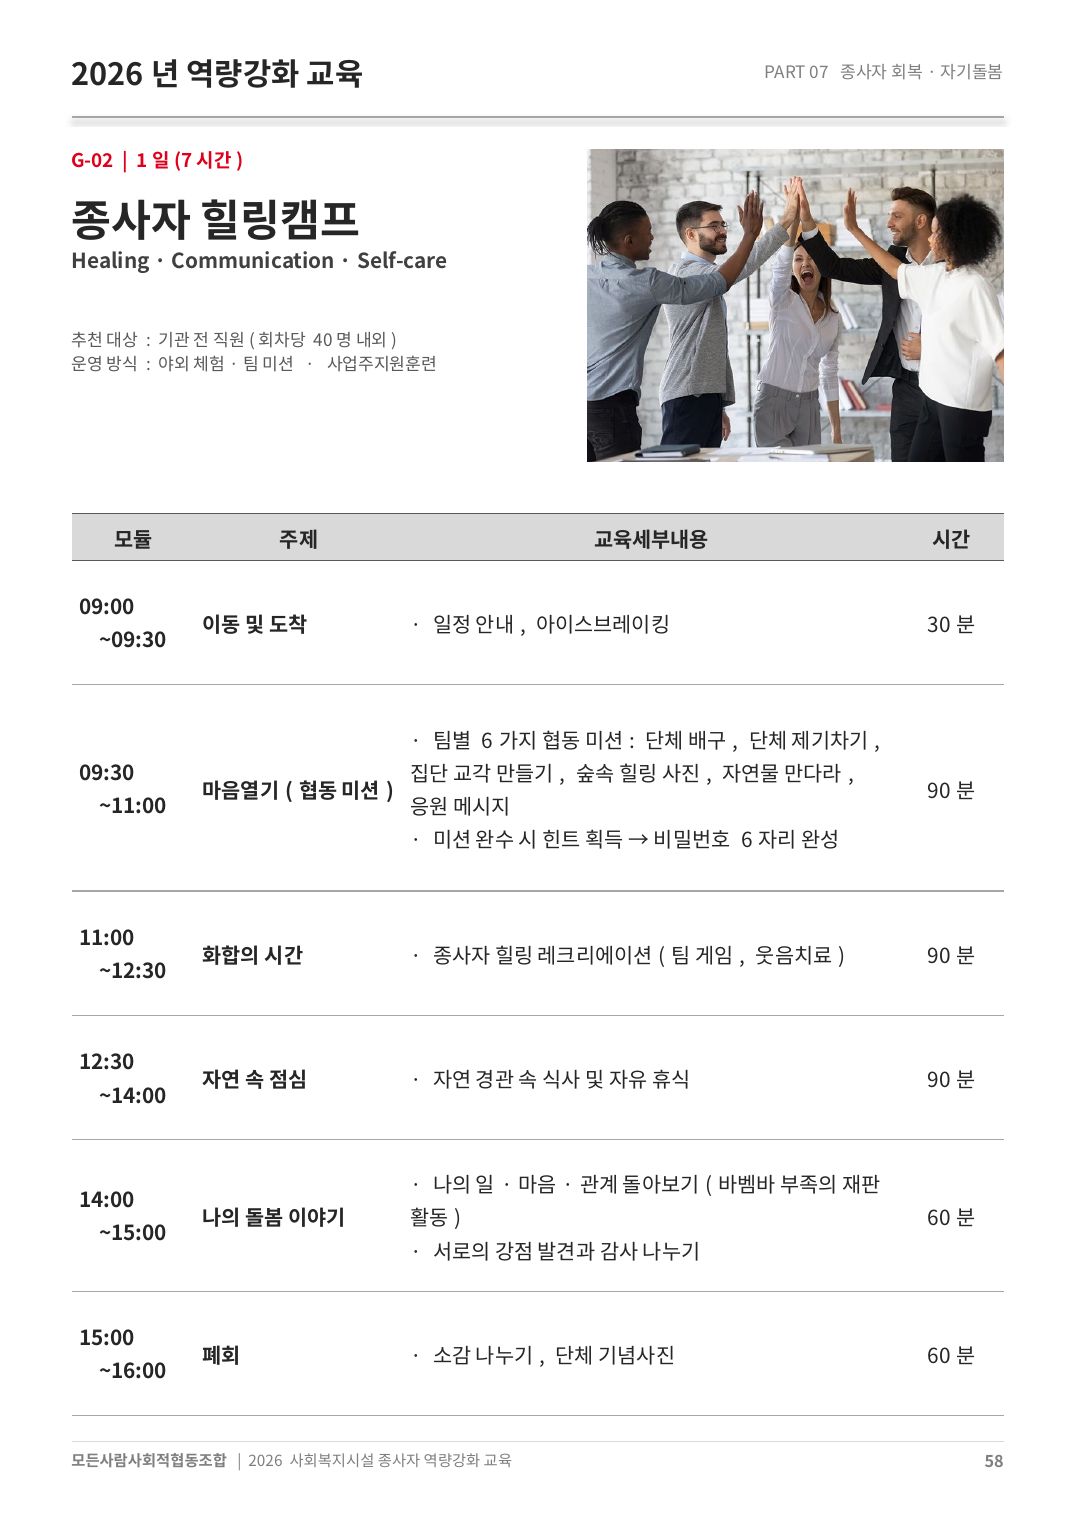 2026 년 역량강화 교육
PART 07 종사자 회복 · 자기돌봄
G-02 | 1 일 (7 시간 )
종사자 힐링캠프
Healing · Communication · Self-care
추천 대상 : 기관 전 직원 ( 회차당 40 명 내외 )
운영 방식 : 야외 체험 · 팀 미션 · 사업주지원훈련
모듈 주제 교육세부내용 시간
09:00
~09:30
이동 및 도착
· 일정 안내 , 아이스브레이킹
30 분
09:30
~11:00
마음열기 ( 협동 미션 )
· 팀별 6 가지 협동 미션 : 단체 배구 , 단체 제기차기 ,
집단 교각 만들기 , 숲속 힐링 사진 , 자연물 만다라 ,
응원 메시지
· 미션 완수 시 힌트 획득 → 비밀번호 6 자리 완성
90 분
11:00
~12:30
화합의 시간
· 종사자 힐링 레크리에이션 ( 팀 게임 , 웃음치료 )
90 분
12:30
~14:00
자연 속 점심
· 자연 경관 속 식사 및 자유 휴식
90 분
14:00
~15:00
나의 돌봄 이야기
· 나의 일 · 마음 · 관계 돌아보기 ( 바벰바 부족의 재판
활동 )
· 서로의 강점 발견과 감사 나누기
60 분
15:00
~16:00
폐회
· 소감 나누기 , 단체 기념사진
60 분
모든사람사회적협동조합 | 2026 사회복지시설 종사자 역량강화 교육
58